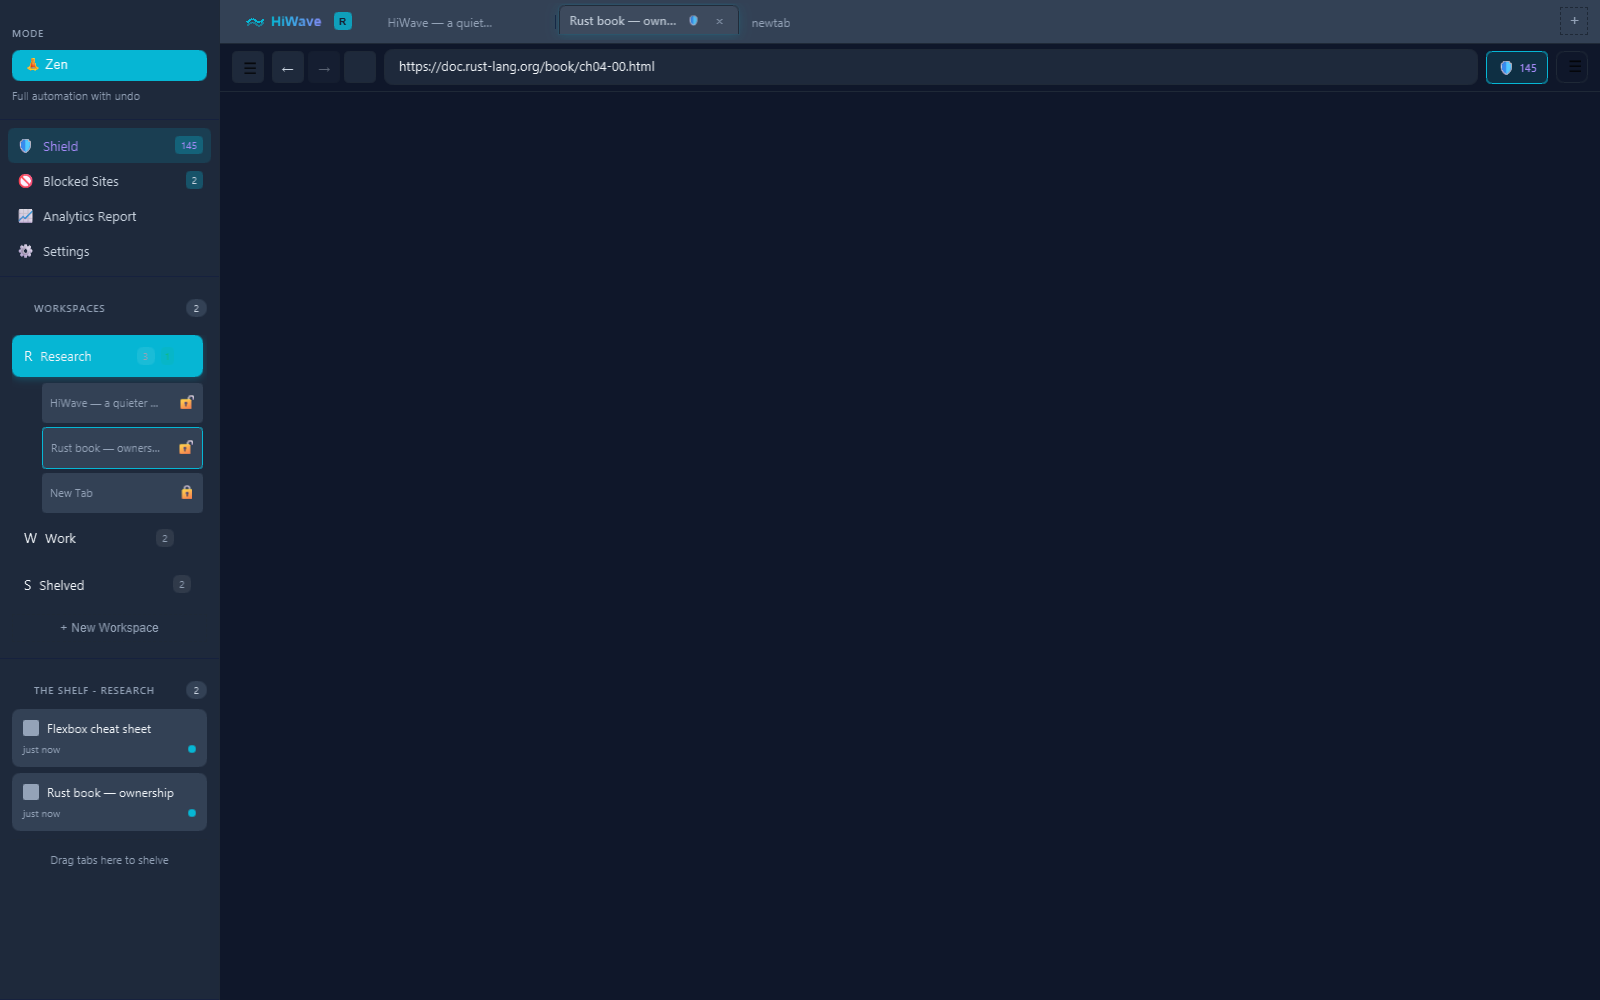 MODE
Zen
Full automation with undo
Shield 145
Blocked Sites 2
Analytics Report
Settings
WORKSPACES 2
R Research 3
HiWave — a quieter ...
Rust book — owners...
New Tab
W Work 2
S Shelved 2
+ New Workspace
THE SHELF - RESEARCH 2
Flexbox cheat sheet
just now
Rust book — ownership
just now
Drag tabs here to shelve
HiWave R
HiWave — a quiet...
Rust book — own... ×
newtab
+
https://doc.rust-lang.org/book/ch04-00.html
145